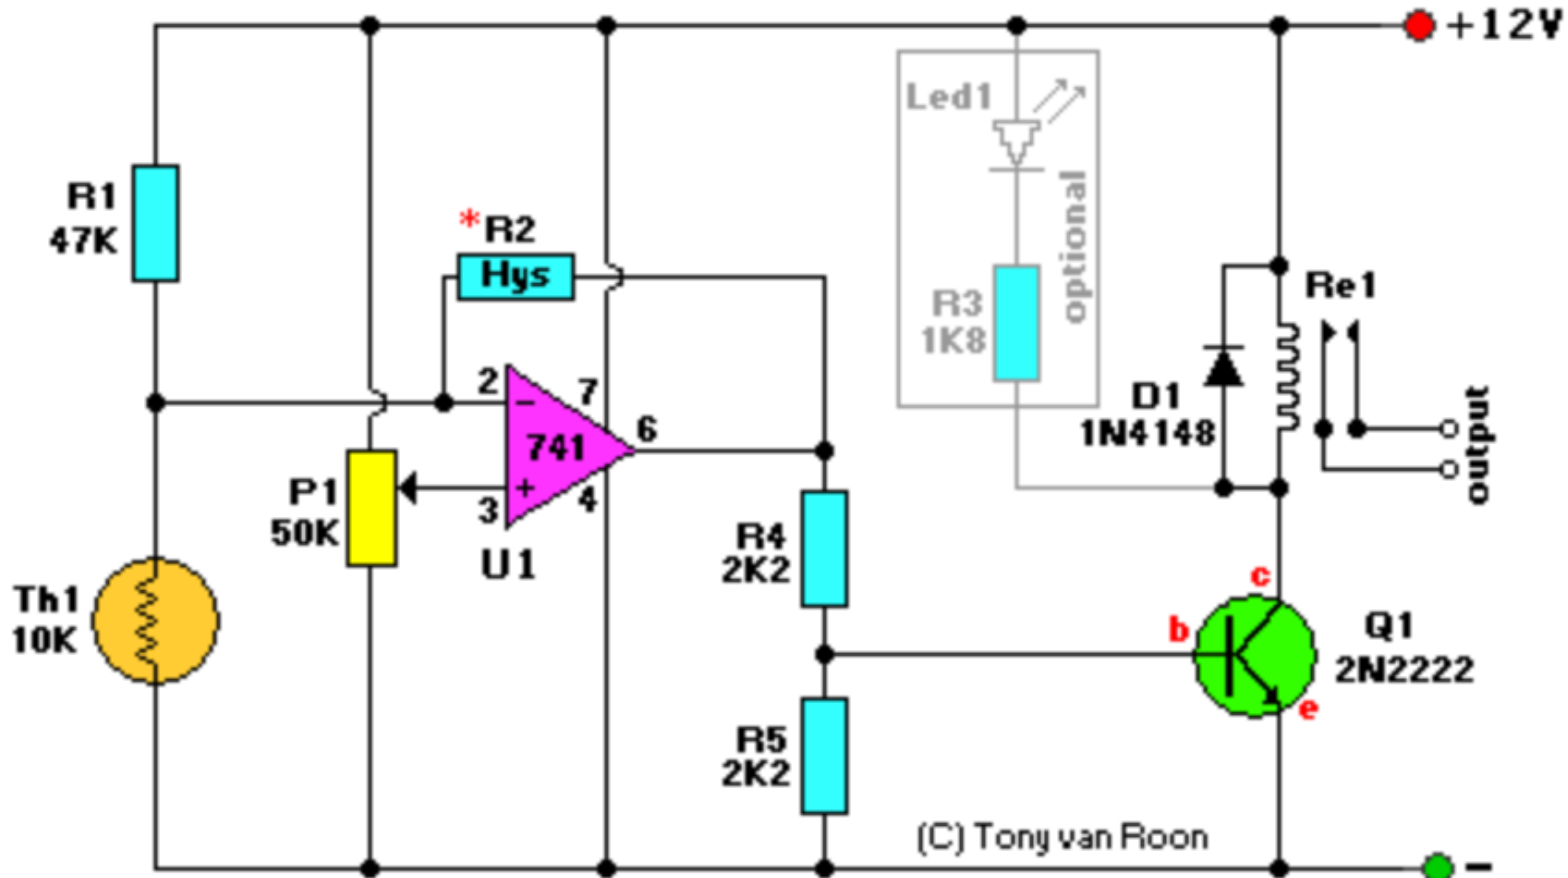 +12V
Led1
optional
R3
1K8
R1
47K
*R2
Hys
Re1
D1
1N4148
output
2
7
741
6
3
4
U1
P1
50K
R4
2K2
Th1
10K
c
b
e
Q1
2N2222
R5
2K2
(C) Tony van Roon
-
−
+